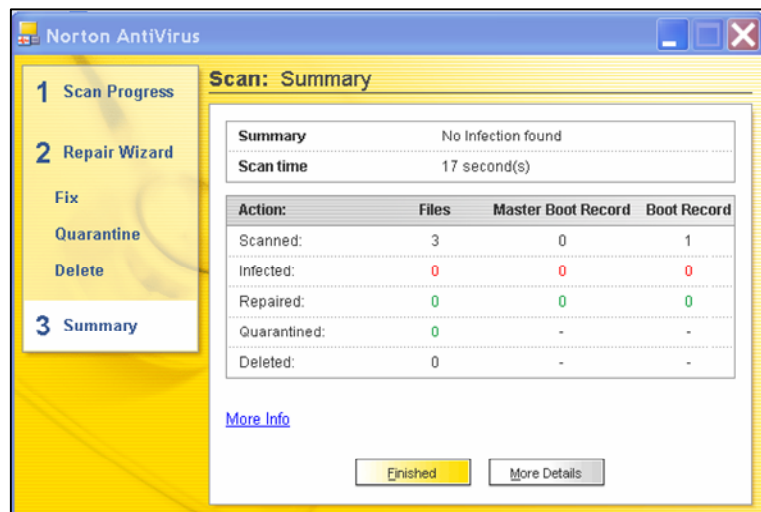 Norton AntiVirus
1 Scan Progress
2 Repair Wizard
Fix
Quarantine
Delete
3 Summary
Scan: Summary
Summary No Infection found
Scan time 17 second(s)
Action: Files Master Boot Record Boot Record
Scanned: 3 0 1
Infected: 0 0 0
Repaired: 0 0 0
Quarantined: 0 - -
Deleted: 0 - -
More Info
Finished More Details